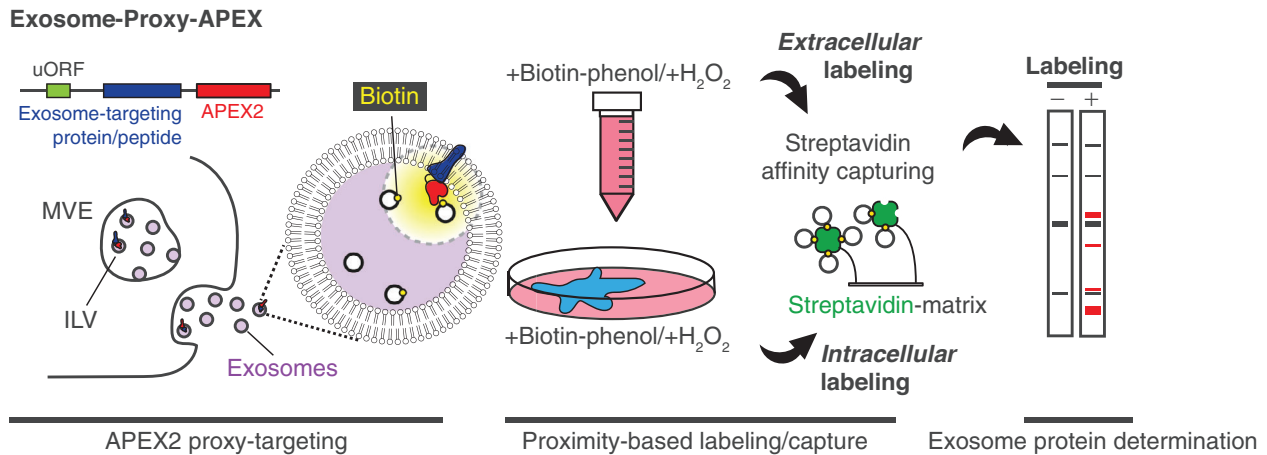 Exosome-Proxy-APEX
uORF
Exosome-targeting
protein/peptide
APEX2
MVE
ILV
Exosomes
Biotin
APEX2 proxy-targeting
+Biotin-phenol/+H₂O₂
+Biotin-phenol/+H₂O₂
Extracellular
labeling
Streptavidin
affinity capturing
Streptavidin-matrix
Intracellular
labeling
Proximity-based labeling/capture
Labeling
− +
Exosome protein determination